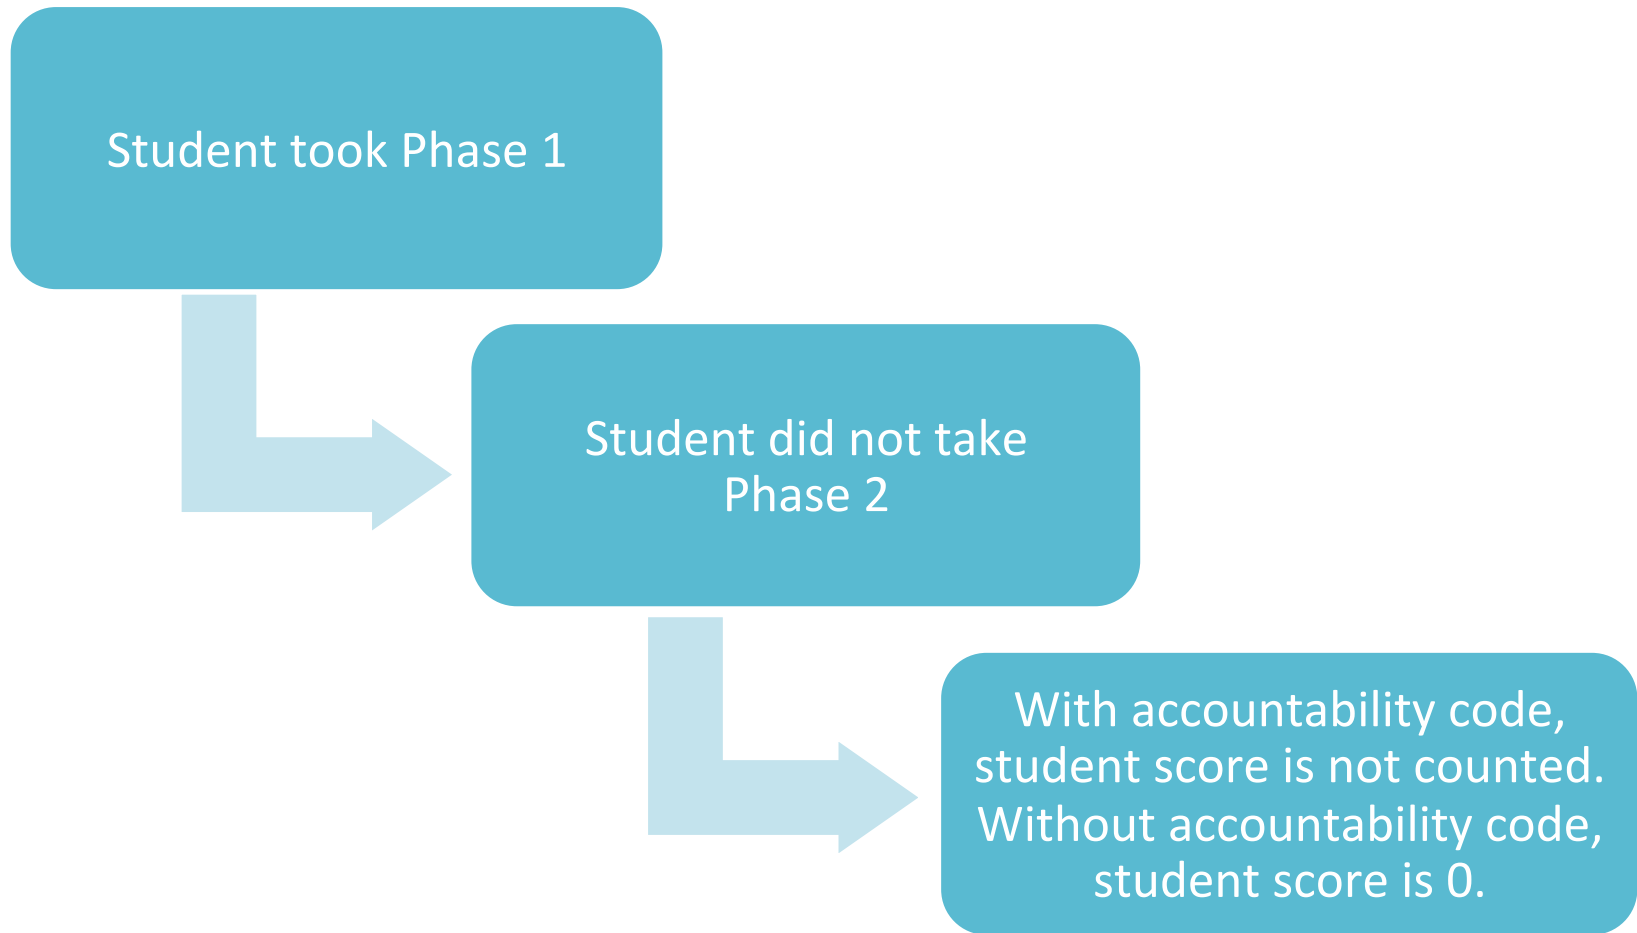 Student took Phase 1
Student did not take
Phase 2
With accountability code,
student score is not counted.
Without accountability code,
student score is 0.